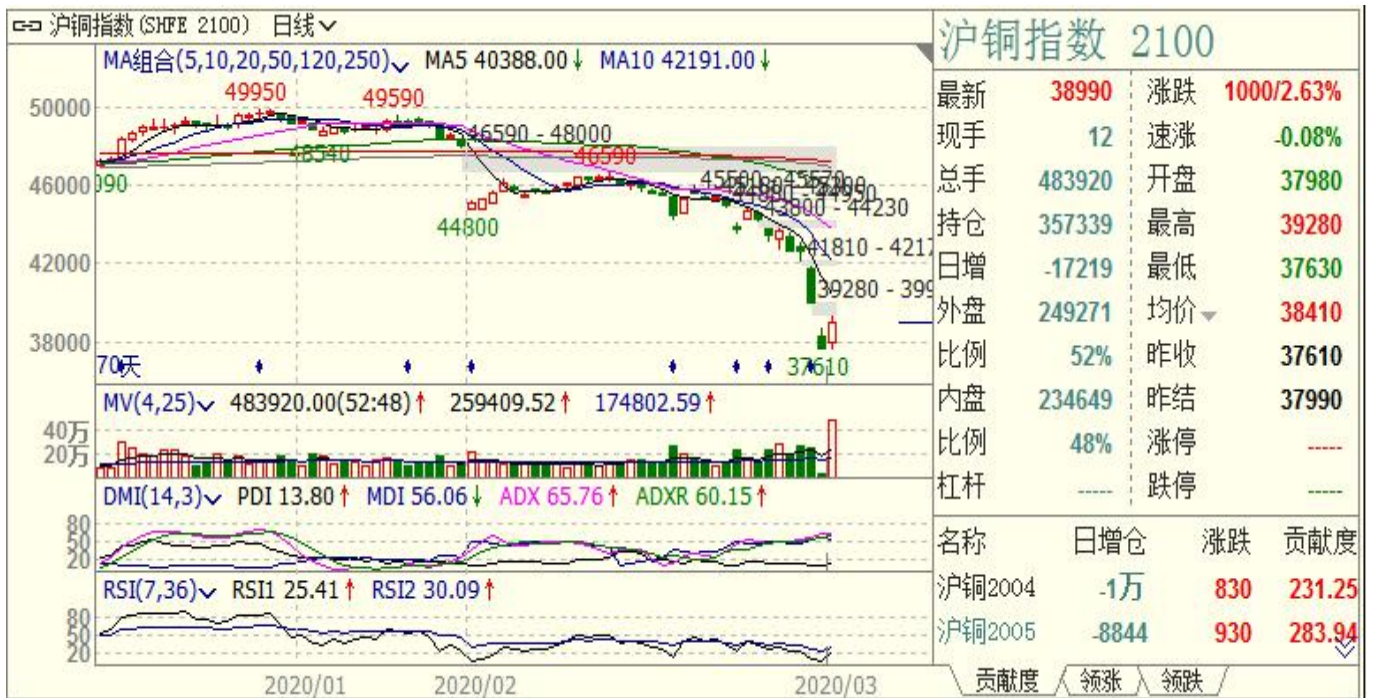 沪铜指数(SHFE 2100) 日线
MA组合(5,10,20,50,120,250) MA5 40388.00↓ MA10 42191.00↓
50000
46000
42000
38000
49950
49590
48540
090
46590 - 48000
46590
44800
45500 - 45570
43800 - 44230
41810 - 4217
39280 - 399
37610
70天
MV(4,25) 483920.00(52:48)↑ 259409.52↑ 174802.59↑
40万
20万
DMI(14,3) PDI 13.80↑ MDI 56.06↓ ADX 65.76↑ ADXR 60.15↑
80
50
20
RSI(7,36) RSI1 25.41↑ RSI2 30.09↑
80
50
20
2020/01 2020/02 2020/03
沪铜指数 2100
最新 38990 涨跌 1000/2.63%
现手 12 速涨 -0.08%
总手 483920 开盘 37980
持仓 357339 最高 39280
日增 -17219 最低 37630
外盘 249271 均价 38410
比例 52% 昨收 37610
内盘 234649 昨结 37990
比例 48% 涨停 -----
杠杆 ----- 跌停 -----
名称 日增仓 涨跌 贡献度
沪铜2004 -1万 830 231.25
沪铜2005 -8844 930 283.94
贡献度 领涨 领跌